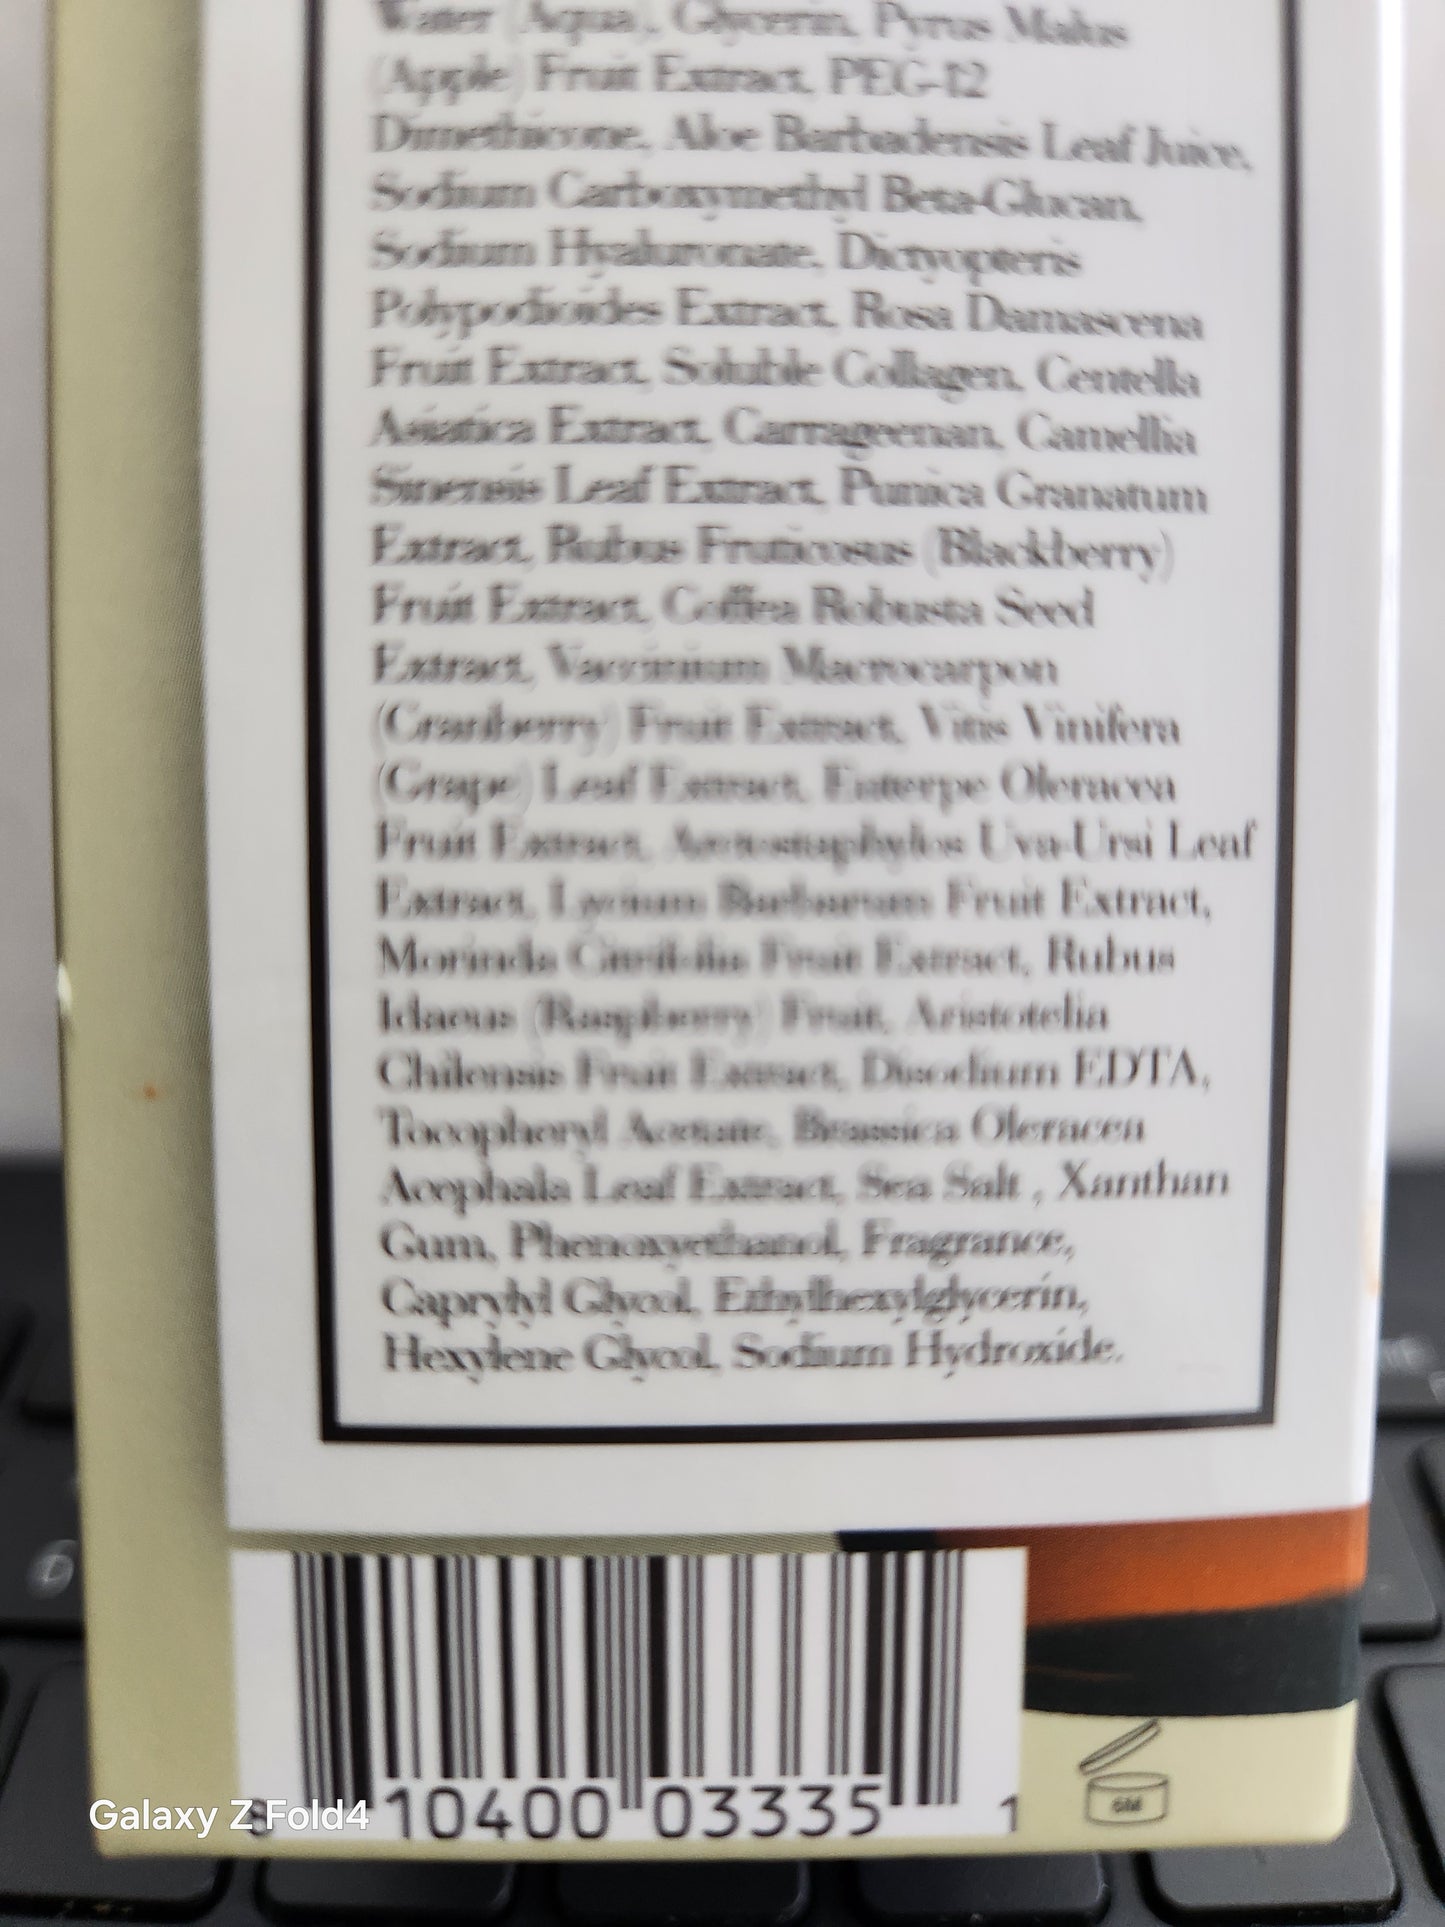 Water (Aqua), Glycerin, Pyrus Malus
(Apple) Fruit Extract, PEG-12
Dimethicone, Aloe Barbadensis Leaf Juice,
Sodium Carboxymethyl Beta-Glucan,
Sodium Hyaluronate, Dictyopteris
Polypodioides Extract, Rosa Damascena
Fruit Extract, Soluble Collagen, Centella
Asiatica Extract, Carrageenan, Camellia
Sinensis Leaf Extract, Punica Granatum
Extract, Rubus Fruticosus (Blackberry)
Fruit Extract, Coffea Robusta Seed
Extract, Vaccinium Macrocarpon
(Cranberry) Fruit Extract, Vitis Vinifera
(Grape) Leaf Extract, Euterpe Oleracea
Fruit Extract, Arctostaphylos Uva-Ursi Leaf
Extract, Lycium Barbarum Fruit Extract,
Morinda Citrifolia Fruit Extract, Rubus
Idaeus (Raspberry) Fruit, Aristotelia
Chilensis Fruit Extract, Disodium EDTA,
Tocopheryl Acetate, Brassica Oleracea
Acephala Leaf Extract, Sea Salt , Xanthan
Gum, Phenoxyethanol, Fragrance,
Caprylyl Glycol, Ethylhexylglycerin,
Hexylene Glycol, Sodium Hydroxide.
8 10400 03335 1
6M
Galaxy Z Fold4